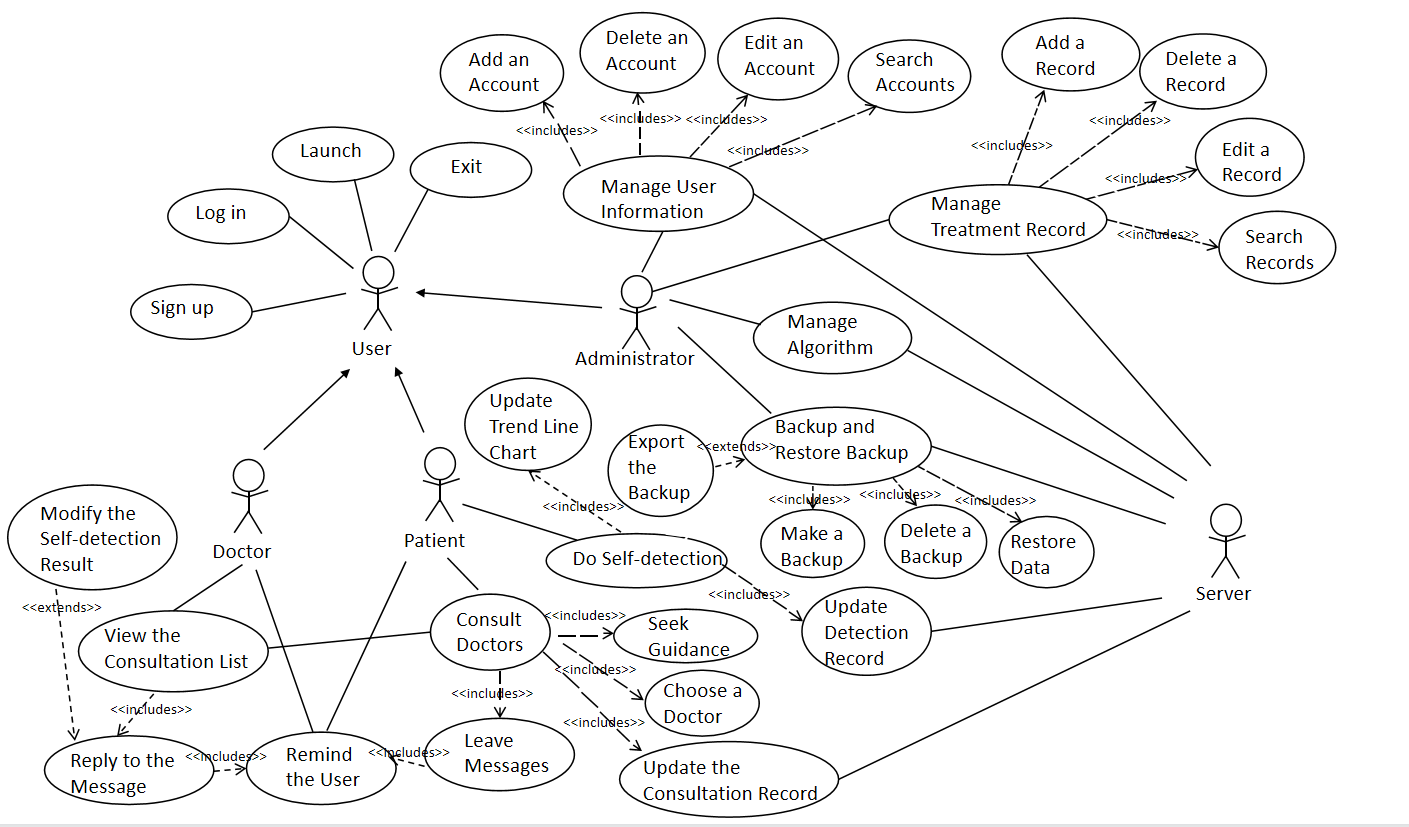 Add an
Account
Delete an
Account
Edit an
Account
Search
Accounts
Add a
Record
Delete a
Record
Edit a
Record
Search
Records
<<includes>>
<<includes>>
<<includes>>
<<includes>>
<<includes>>
<<includes>>
<<includes>>
<<includes>>
Launch
Exit
Log in
Sign up
User
Manage User
Information
Manage
Treatment Record
Administrator
Manage
Algorithm
Update
Trend Line
Chart
Export
the
Backup
<<extends>>
Backup and
Restore Backup
<<includes>>
<<includes>>
<<includes>>
<<includes>>
Make a
Backup
Delete a
Backup
Restore
Data
Modify the
Self-detection
Result
Doctor
Patient
Do Self-detection
Server
<<extends>>
<<includes>>
Update
Detection
Record
View the
Consultation List
Consult
Doctors
<<includes>>
Seek
Guidance
<<includes>>
Choose a
Doctor
<<includes>>
<<includes>>
<<includes>>
Reply to the
Message
<<includes>>
Remind
the User
<<includes>>
Leave
Messages
Update the
Consultation Record